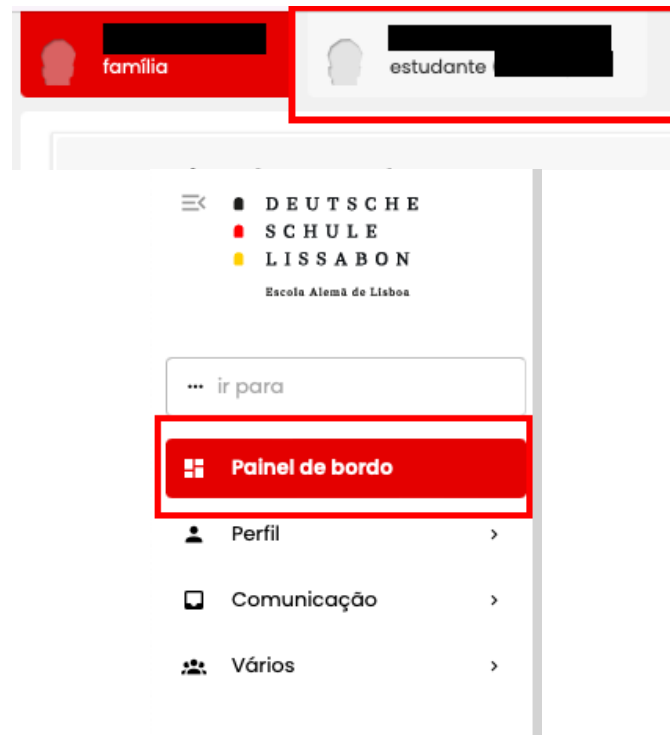 família
estudante
DEUTSCHE
SCHULE
LISSABON
Escola Alemã de Lisboa
ir para
Painel de bordo
Perfil
Comunicação
Vários